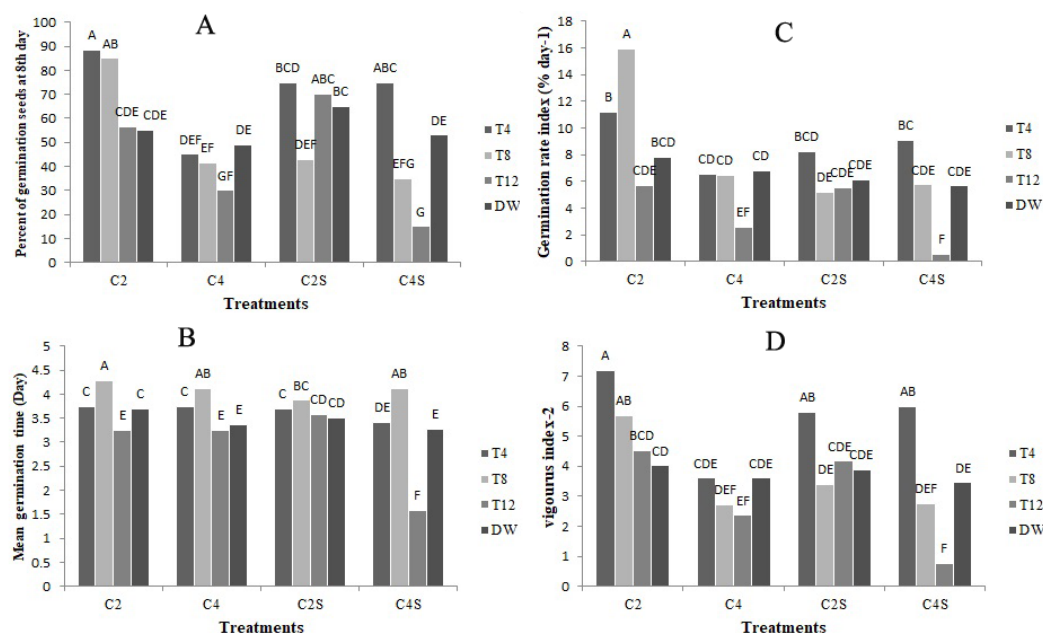 A
Percent of germination seeds at 8th day
100
90
80
70
60
50
40
30
20
10
0
A AB CDE CDE
DEF EF GF DE
BCD DEF ABC BC
ABC EFG G DE
C2 C4 C2S C4S
Treatments
T4
T8
T12
DW
C
Germination rate index (% day-1)
18
16
14
12
10
8
6
4
2
0
B A CDE BCD
CD CD EF CD
BCD DE CDE CDE
BC CDE F CDE
C2 C4 C2S C4S
Treatments
T4
T8
T12
DW
B
Mean germination time (Day)
5
4.5
4
3.5
3
2.5
2
1.5
1
0.5
0
C A E C
C AB E E
C BC CD CD
DE AB F E
C2 C4 C2S C4S
Treatments
T4
T8
T12
DW
D
vigourus index-2
8
7
6
5
4
3
2
1
0
A AB BCD CD
CDE DEF EF CDE
AB DE CDE CDE
AB DEF F DE
C2 C4 C2S C4S
Treatments
T4
T8
T12
DW